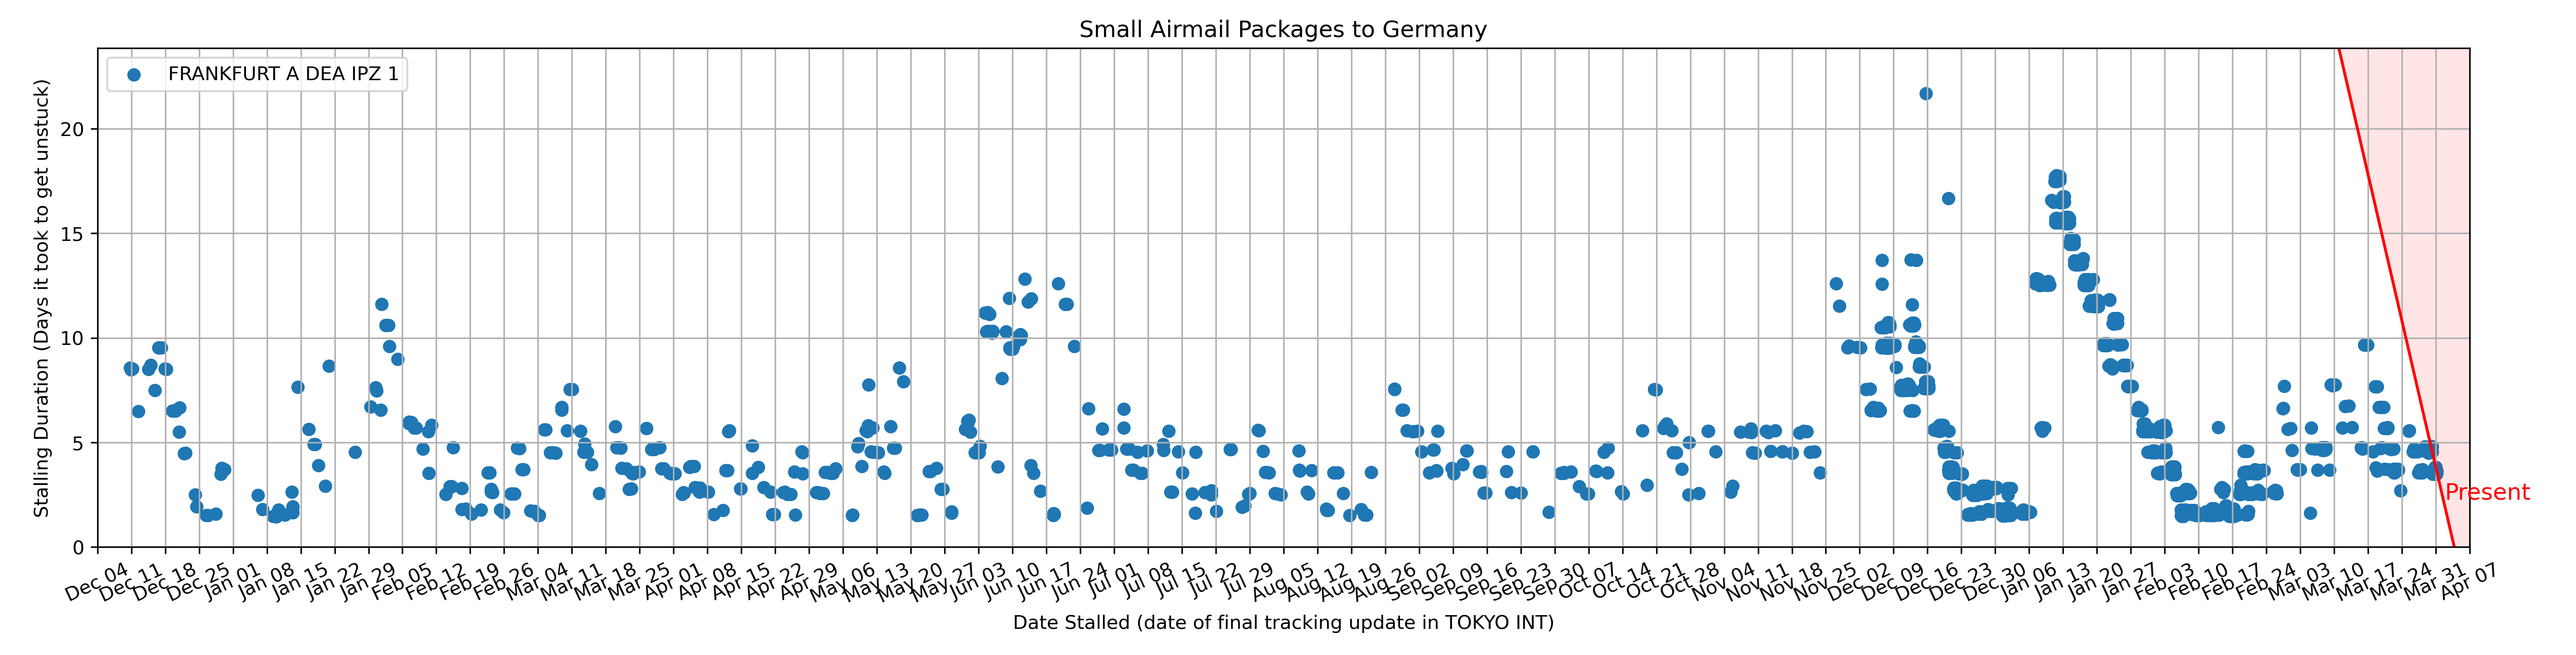 Small Airmail Packages to Germany
FRANKFURT A DEA IPZ 1
Stalling Duration (Days it took to get unstuck)
20
15
10
5
0
Present
Dec 04
Dec 11
Dec 18
Dec 25
Jan 01
Jan 08
Jan 15
Jan 22
Jan 29
Feb 05
Feb 12
Feb 19
Feb 26
Mar 04
Mar 11
Mar 18
Mar 25
Apr 01
Apr 08
Apr 15
Apr 22
Apr 29
May 06
May 13
May 20
May 27
Jun 03
Jun 10
Jun 17
Jun 24
Jul 01
Jul 08
Jul 15
Jul 22
Jul 29
Aug 05
Aug 12
Aug 19
Aug 26
Sep 02
Sep 09
Sep 16
Sep 23
Sep 30
Oct 07
Oct 14
Oct 21
Oct 28
Nov 04
Nov 11
Nov 18
Nov 25
Dec 02
Dec 09
Dec 16
Dec 23
Dec 30
Jan 06
Jan 13
Jan 20
Jan 27
Feb 03
Feb 10
Feb 17
Feb 24
Mar 03
Mar 10
Mar 17
Mar 24
Mar 31
Apr 07
Date Stalled (date of final tracking update in TOKYO INT)